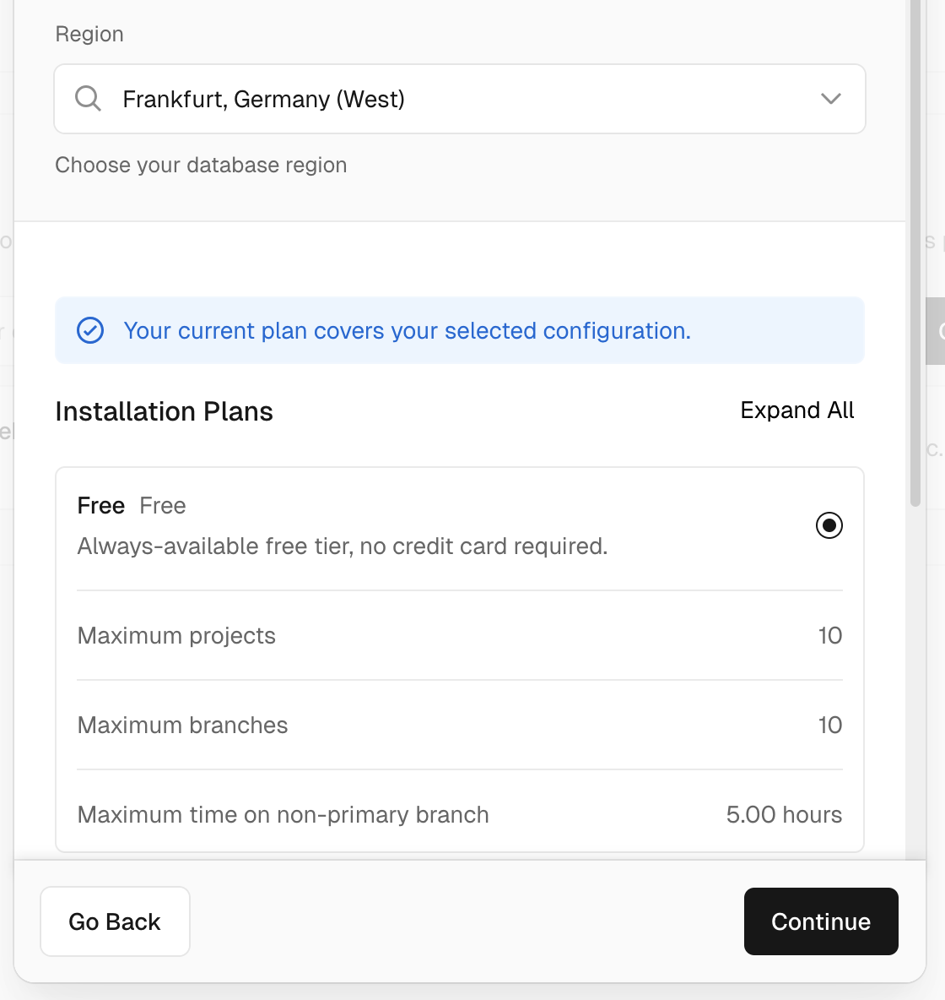 Region
Frankfurt, Germany (West)
Choose your database region
Your current plan covers your selected configuration.
Installation Plans
Expand All
Free Free
Always-available free tier, no credit card required.
Maximum projects 10
Maximum branches 10
Maximum time on non-primary branch 5.00 hours
Go Back
Continue